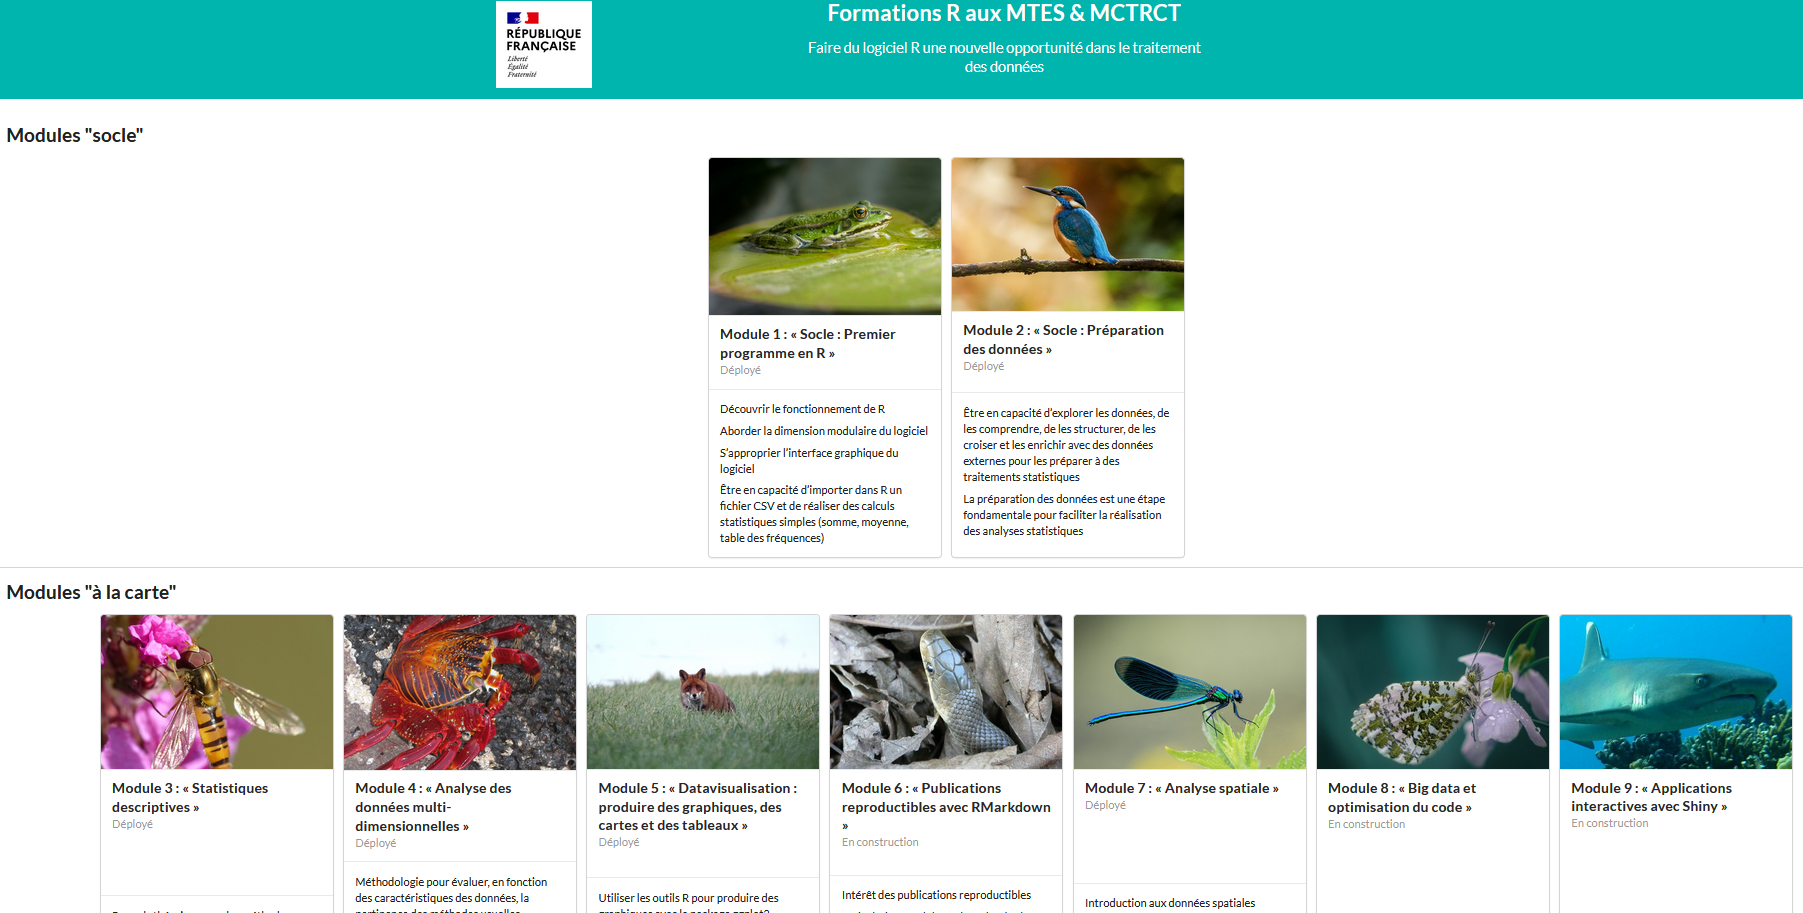 RÉPUBLIQUE
FRANÇAISE
Liberté
Égalité
Fraternité
Formations R aux MTES & MCTRCT
Faire du logiciel R une nouvelle opportunité dans le traitement
des données
Modules "socle"
Module 1 : « Socle : Premier
programme en R »
Déployé
Découvrir le fonctionnement de R
Aborder la dimension modulaire du logiciel
S’approprier l’interface graphique du
logiciel
Être en capacité d’importer dans R un
fichier CSV et de réaliser des calculs
statistiques simples (somme, moyenne,
table des fréquences)
Module 2 : « Socle : Préparation
des données »
Déployé
Être en capacité d’explorer les données, de
les comprendre, de les structurer, de les
croiser et les enrichir avec des données
externes pour les préparer à des
traitements statistiques
La préparation des données est une étape
fondamentale pour faciliter la réalisation
des analyses statistiques
Modules "à la carte"
Module 3 : « Statistiques
descriptives »
Déployé
Module 4 : « Analyse des
données multi-
dimensionnelles »
Déployé
Méthodologie pour évaluer, en fonction
des caractéristiques des données, la
Module 5 : « Datavisualisation :
produire des graphiques, des
cartes et des tableaux »
Déployé
Utiliser les outils R pour produire des
Module 6 : « Publications
reproductibles avec RMarkdown
»
En construction
Intérêt des publications reproductibles
Module 7 : « Analyse spatiale »
Déployé
Introduction aux données spatiales
Module 8 : « Big data et
optimisation du code »
En construction
Module 9 : « Applications
interactives avec Shiny »
En construction